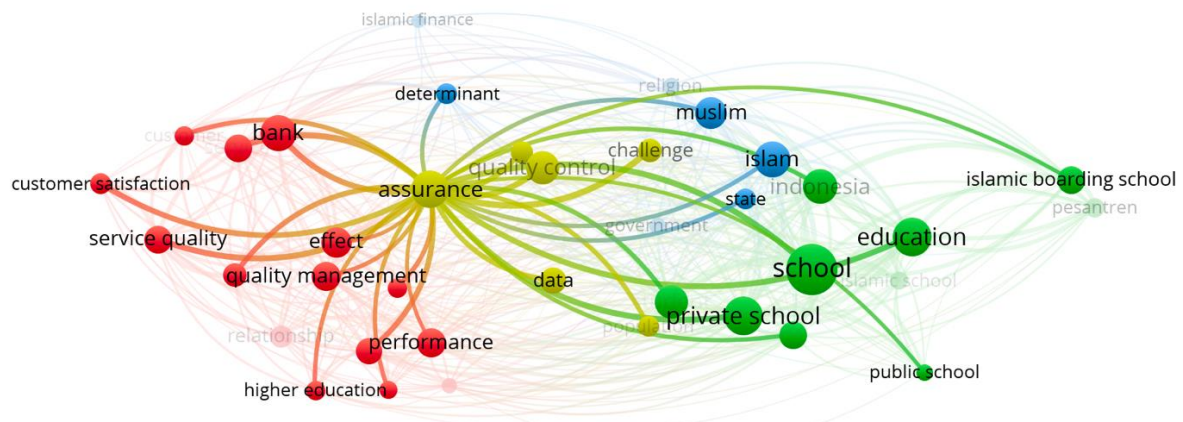 islamic finance
religion
determinant
muslim
customer
bank
quality control
challenge
islam
customer satisfaction
assurance
indonesia
islamic boarding school
state
pesantren
government
service quality
effect
education
quality management
school
data
islamic school
private school
population
relationship
performance
public school
higher education